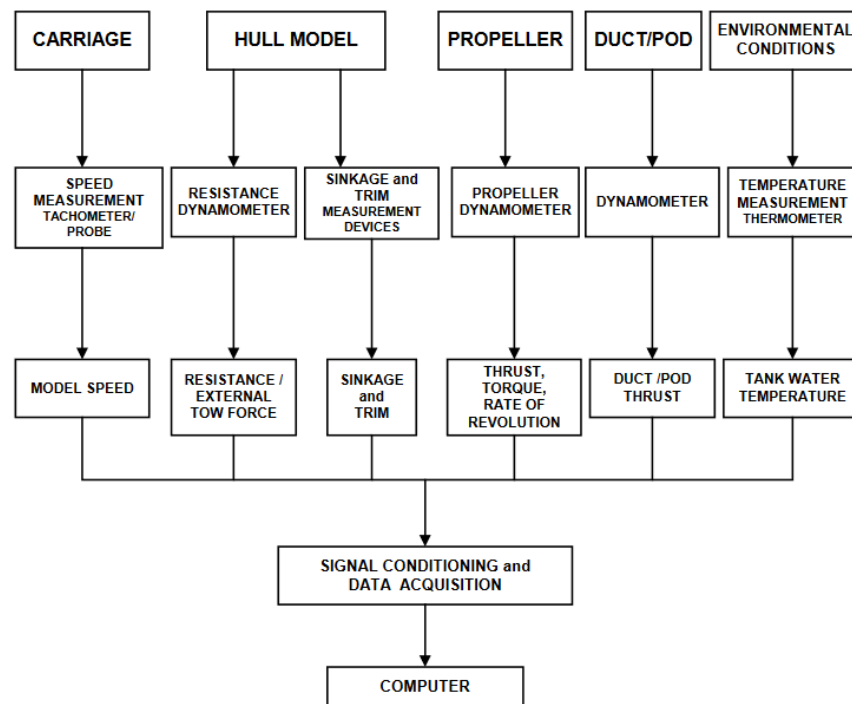 CARRIAGE
HULL MODEL
PROPELLER
DUCT/POD
ENVIRONMENTAL
CONDITIONS
SPEED
MEASUREMENT
TACHOMETER/
PROBE
RESISTANCE
DYNAMOMETER
SINKAGE and
TRIM
MEASUREMENT
DEVICES
PROPELLER
DYNAMOMETER
DYNAMOMETER
TEMPERATURE
MEASUREMENT
THERMOMETER
MODEL SPEED
RESISTANCE /
EXTERNAL
TOW FORCE
SINKAGE
and
TRIM
THRUST,
TORQUE,
RATE OF
REVOLUTION
DUCT /POD
THRUST
TANK WATER
TEMPERATURE
SIGNAL CONDITIONING and
DATA ACQUISITION
COMPUTER